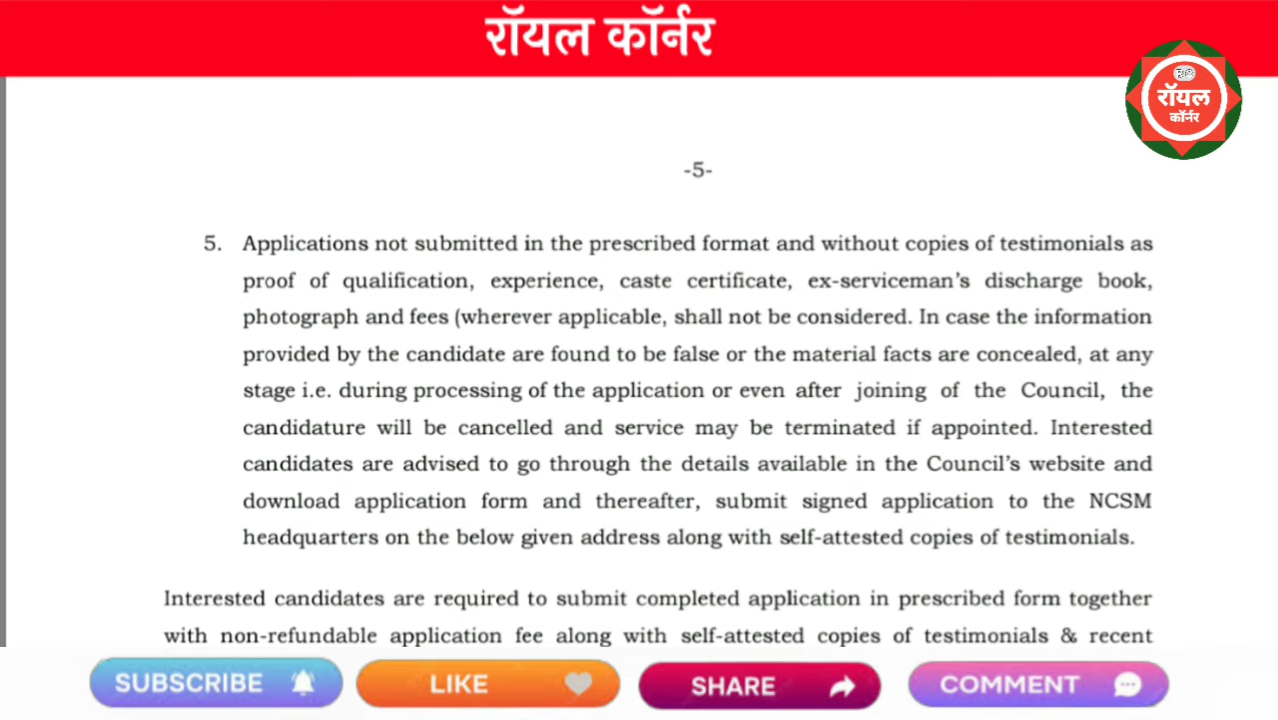 रॉयल कॉर्नर
रॉयल
कॉर्नर
-5-
5. Applications not submitted in the prescribed format and without copies of testimonials as
proof of qualification, experience, caste certificate, ex-serviceman’s discharge book,
photograph and fees (wherever applicable, shall not be considered. In case the information
provided by the candidate are found to be false or the material facts are concealed, at any
stage i.e. during processing of the application or even after joining of the Council, the
candidature will be cancelled and service may be terminated if appointed. Interested
candidates are advised to go through the details available in the Council’s website and
download application form and thereafter, submit signed application to the NCSM
headquarters on the below given address along with self-attested copies of testimonials.
Interested candidates are required to submit completed application in prescribed form together
with non-refundable application fee along with self-attested copies of testimonials & recent
SUBSCRIBE
LIKE
SHARE
COMMENT